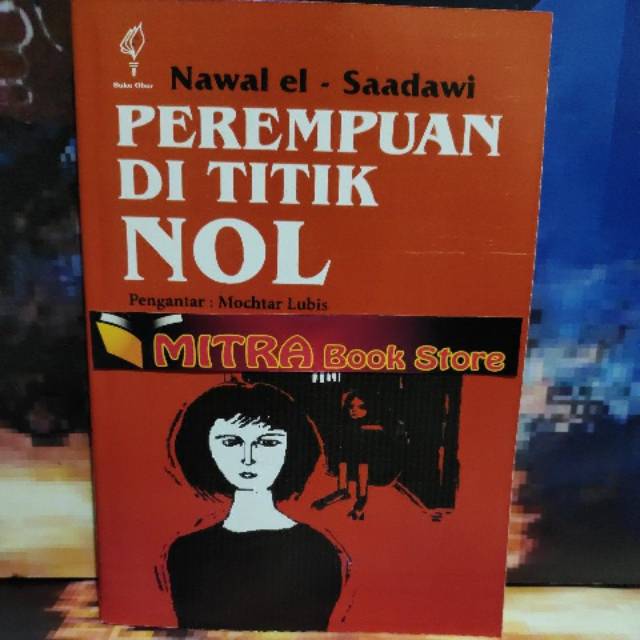 Nawal el - Saadawi
PEREMPUAN
DI TITIK
NOL
Pengantar : Mochtar Lubis
MITRA Book Store